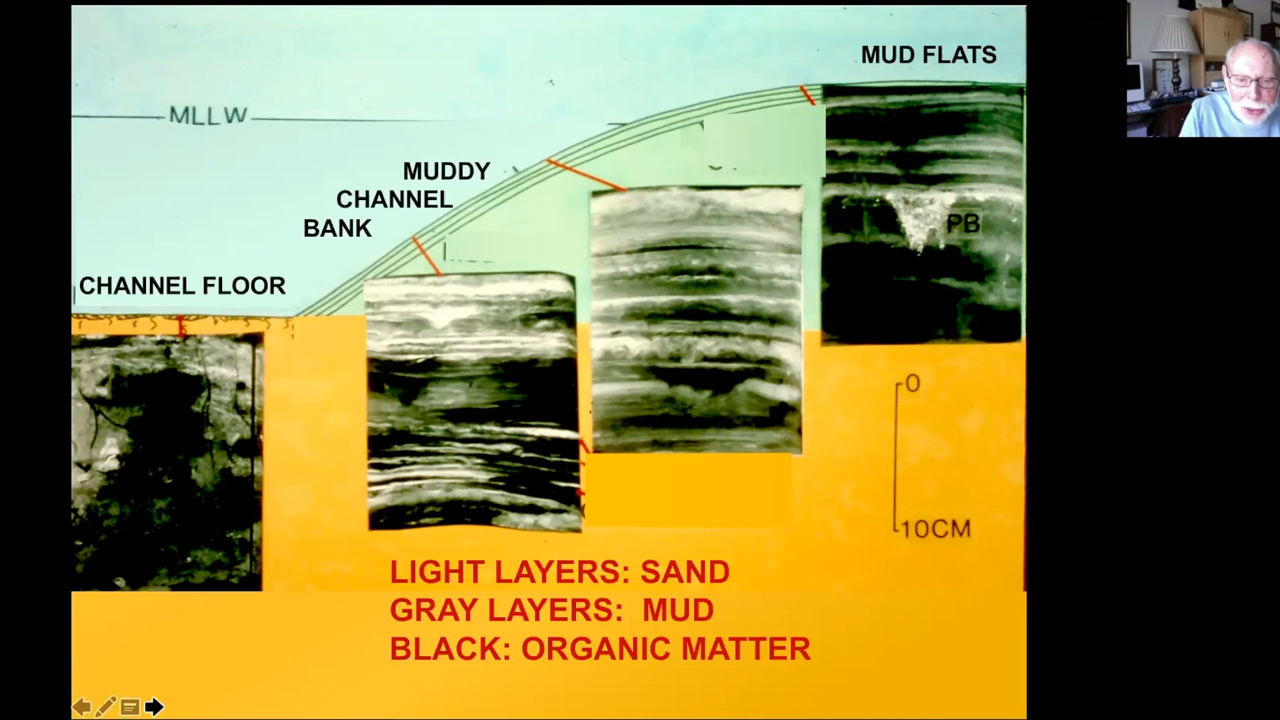 MUD FLATS
MLLW
MUDDY
CHANNEL
BANK
PB
CHANNEL FLOOR
0
10CM
LIGHT LAYERS: SAND
GRAY LAYERS: MUD
BLACK: ORGANIC MATTER